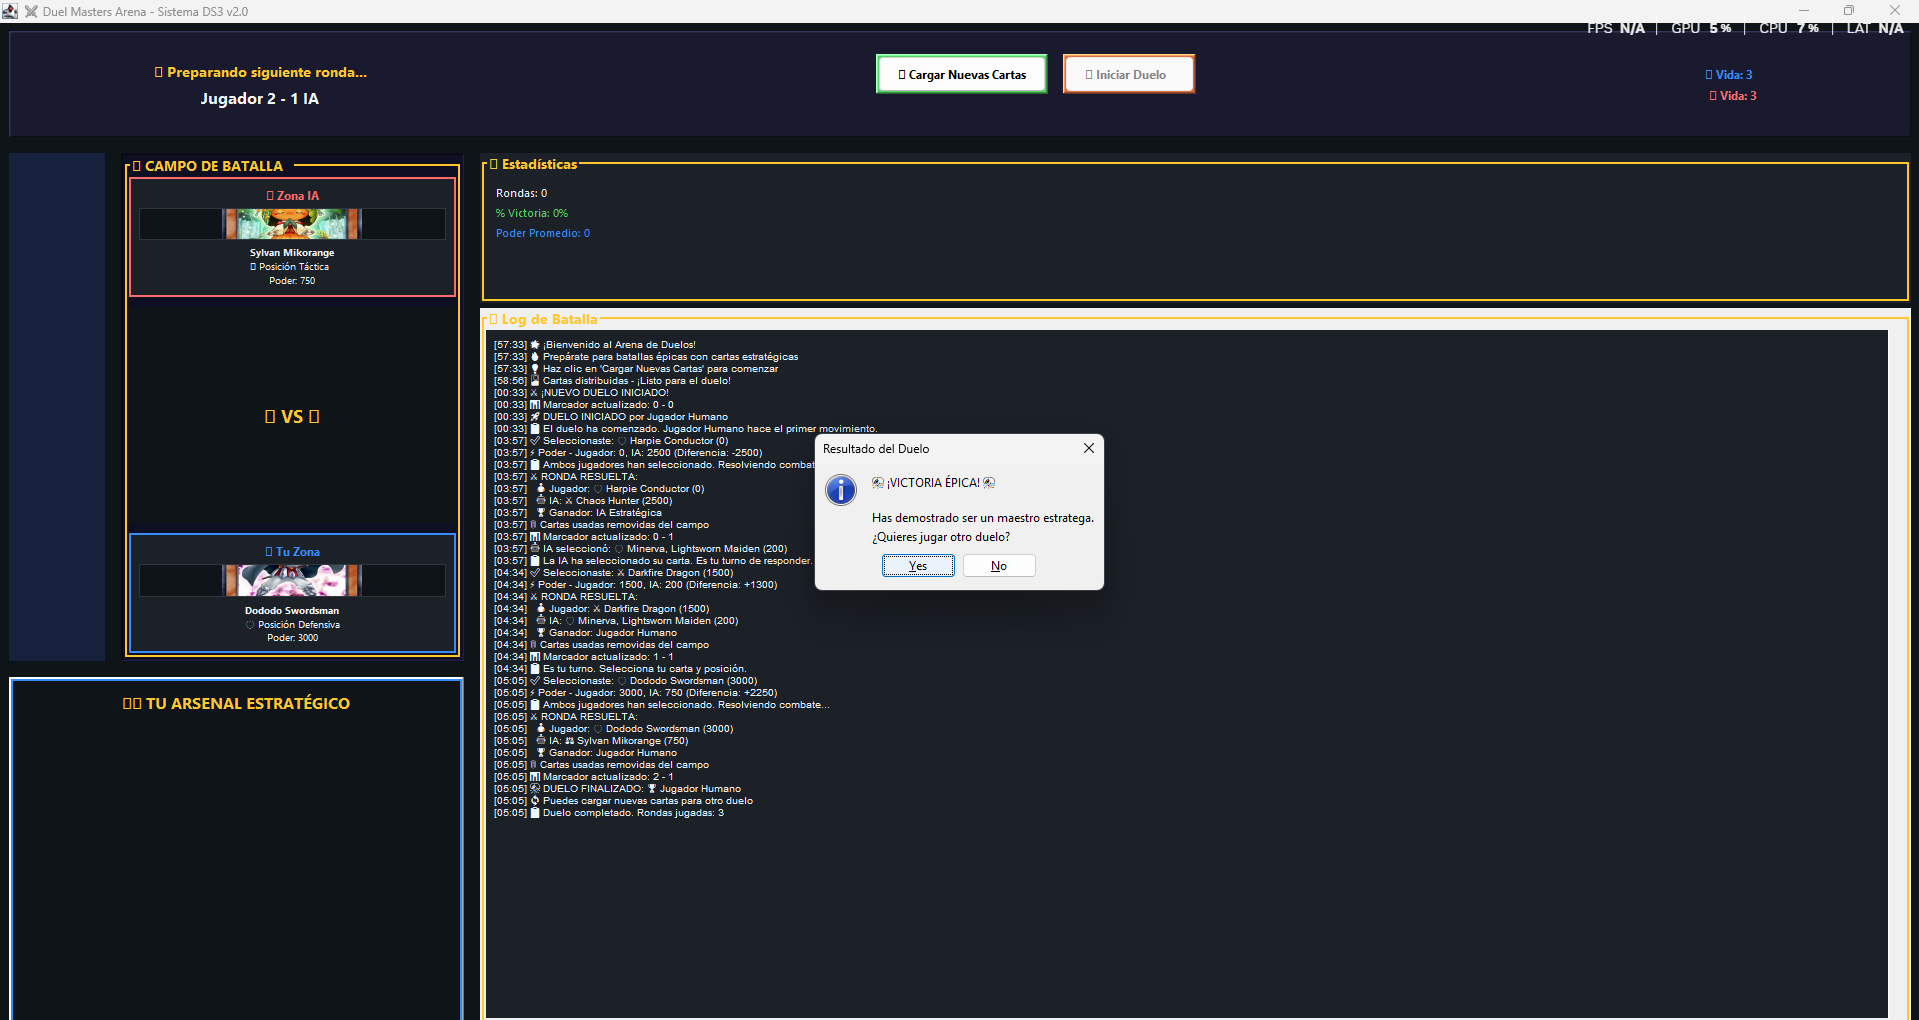 Duel Masters Arena - Sistema DS3 v2.0
FPS N/A | GPU 5% | CPU 7% | LAT N/A
Preparando siguiente ronda...
Jugador 2 - 1 IA
Cargar Nuevas Cartas
Iniciar Duelo
Vida: 3
Vida: 3
CAMPO DE BATALLA
Zona IA
Sylvan Mikorange
Posición Táctica
Poder: 750
VS
Tu Zona
Dododo Swordsman
Posición Defensiva
Poder: 3000
TU ARSENAL ESTRATÉGICO
Estadísticas
Rondas: 0
% Victoria: 0%
Poder Promedio: 0
Log de Batalla
[57:33] ¡Bienvenido al Arena de Duelos!
[57:33] Prepárate para batallas épicas con cartas estratégicas
[57:33] Haz clic en 'Cargar Nuevas Cartas' para comenzar
[58:56] Cartas distribuidas - ¡Listo para el duelo!
[00:33] ⚔ ¡NUEVO DUELO INICIADO!
[00:33] 📊 Marcador actualizado: 0 - 0
[00:33] 🚀 DUELO INICIADO por Jugador Humano
[00:33] 📋 El duelo ha comenzado. Jugador Humano hace el primer movimiento.
[03:57] ✅ Seleccionaste: 🛡 Harpie Conductor (0)
[03:57] ⚡ Poder - Jugador: 0, IA: 2500 (Diferencia: -2500)
[03:57] 📋 Ambos jugadores han seleccionado. Resolviendo combat
[03:57] ⚔ RONDA RESUELTA:
[03:57] Jugador: 🛡 Harpie Conductor (0)
[03:57] 🤖 IA: ⚔ Chaos Hunter (2500)
[03:57] 🏆 Ganador: IA Estratégica
[03:57] Cartas usadas removidas del campo
[03:57] 📊 Marcador actualizado: 0 - 1
[03:57] 🤖 IA seleccionó: 🛡 Minerva, Lightsworn Maiden (200)
[03:57] 📋 La IA ha seleccionado su carta. Es tu turno de responder.
[04:34] ✅ Seleccionaste: ⚔ Darkfire Dragon (1500)
[04:34] ⚡ Poder - Jugador: 1500, IA: 200 (Diferencia: +1300)
[04:34] ⚔ RONDA RESUELTA:
[04:34] Jugador: ⚔ Darkfire Dragon (1500)
[04:34] 🤖 IA: 🛡 Minerva, Lightsworn Maiden (200)
[04:34] 🏆 Ganador: Jugador Humano
[04:34] Cartas usadas removidas del campo
[04:34] 📊 Marcador actualizado: 1 - 1
[04:34] 📋 Es tu turno. Selecciona tu carta y posición.
[05:05] ✅ Seleccionaste: 🛡 Dododo Swordsman (3000)
[05:05] ⚡ Poder - Jugador: 3000, IA: 750 (Diferencia: +2250)
[05:05] 📋 Ambos jugadores han seleccionado. Resolviendo combate...
[05:05] ⚔ RONDA RESUELTA:
[05:05] Jugador: 🛡 Dododo Swordsman (3000)
[05:05] 🤖 IA: ⚖ Sylvan Mikorange (750)
[05:05] 🏆 Ganador: Jugador Humano
[05:05] Cartas usadas removidas del campo
[05:05] 📊 Marcador actualizado: 2 - 1
[05:05] DUELO FINALIZADO: 🏆 Jugador Humano
[05:05] 🔄 Puedes cargar nuevas cartas para otro duelo
[05:05] 📋 Duelo completado. Rondas jugadas: 3
Resultado del Duelo
¡VICTORIA ÉPICA!
Has demostrado ser un maestro estratega.
¿Quieres jugar otro duelo?
Yes
No